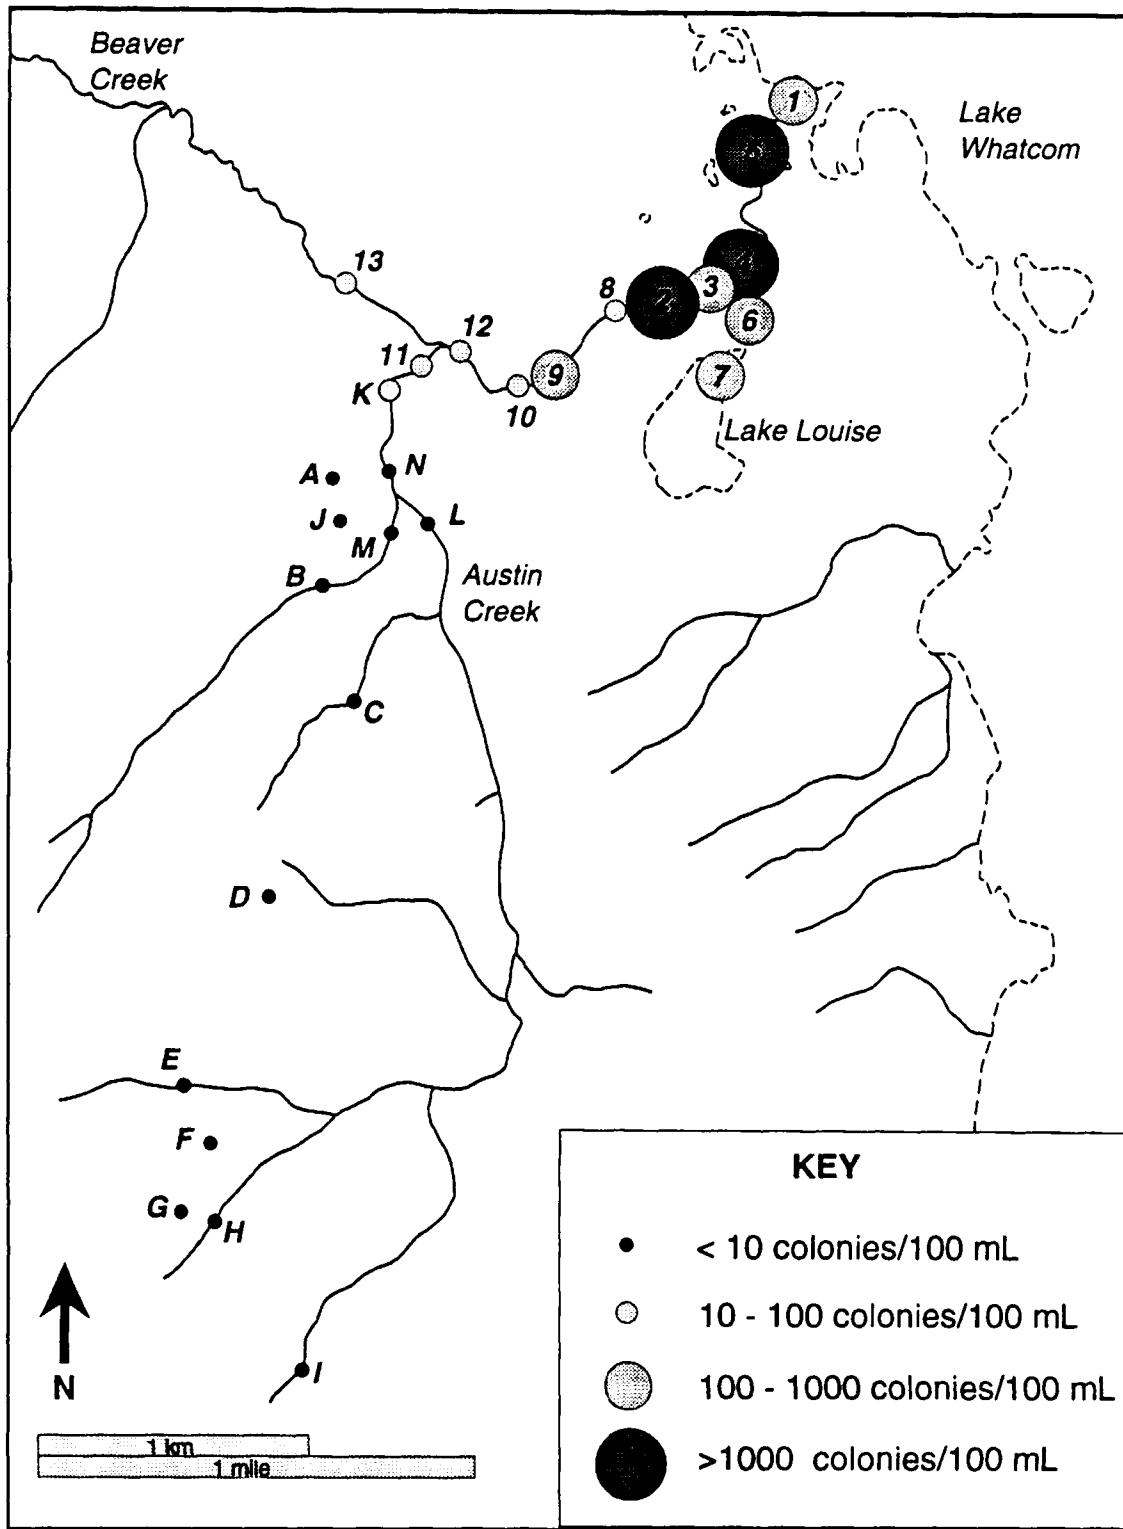 Beaver
Creek
1
Lake
Whatcom
13
8
3
6
12
11
9
7
K
10
Lake Louise
A
N
J
L
M
B
Austin
Creek
C
D
E
F
G
H
I
KEY
< 10 colonies/100 mL
10 - 100 colonies/100 mL
100 - 1000 colonies/100 mL
>1000 colonies/100 mL
N
1 km
1 mile